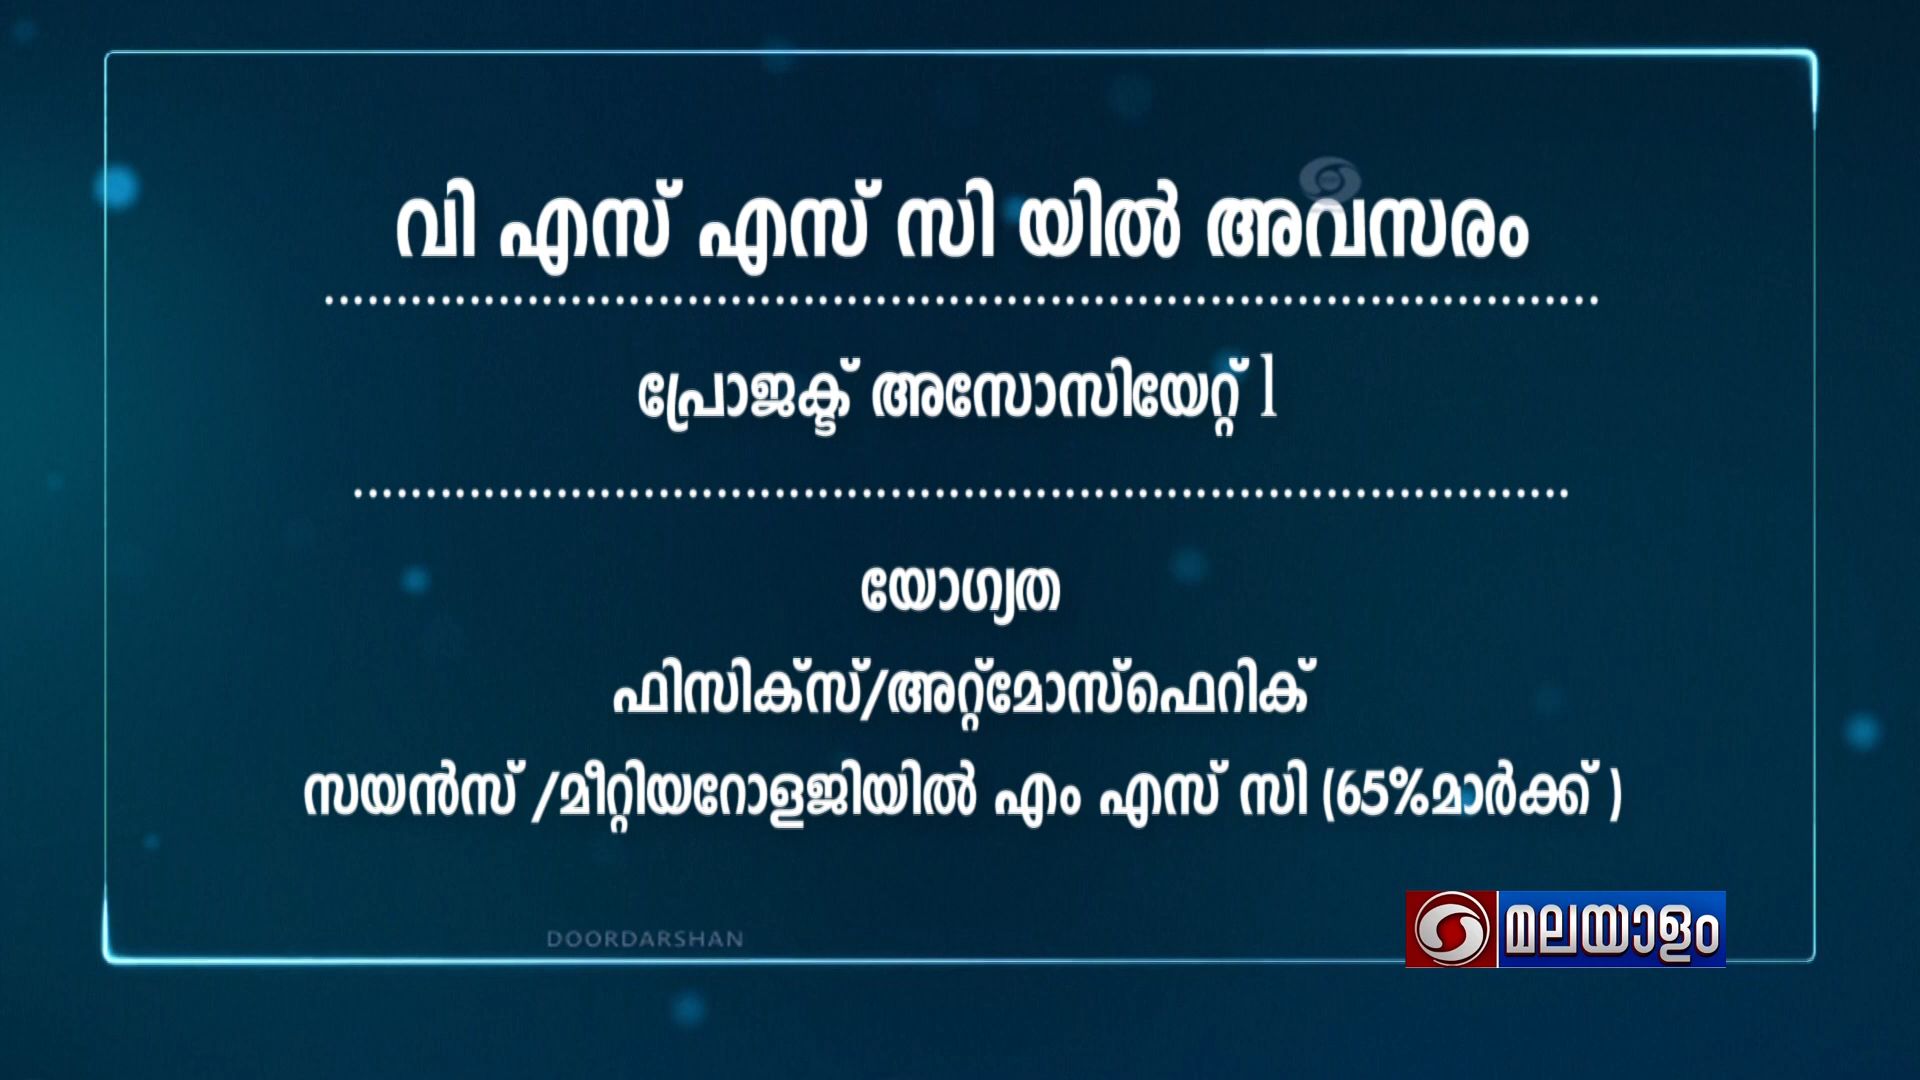 വി എസ് എസ് സി യിൽ അവസരം
പ്രോജക്ട് അസോസിയേറ്റ് l
യോഗ്യത
ഫിസിക്സ്/അറ്റ്മോസ്ഫെറിക്
സയൻസ് /മീറ്റിയറോളജിയിൽ എം എസ് സി (65%മാർക്ക് )
DOORDARSHAN
മലയാളം